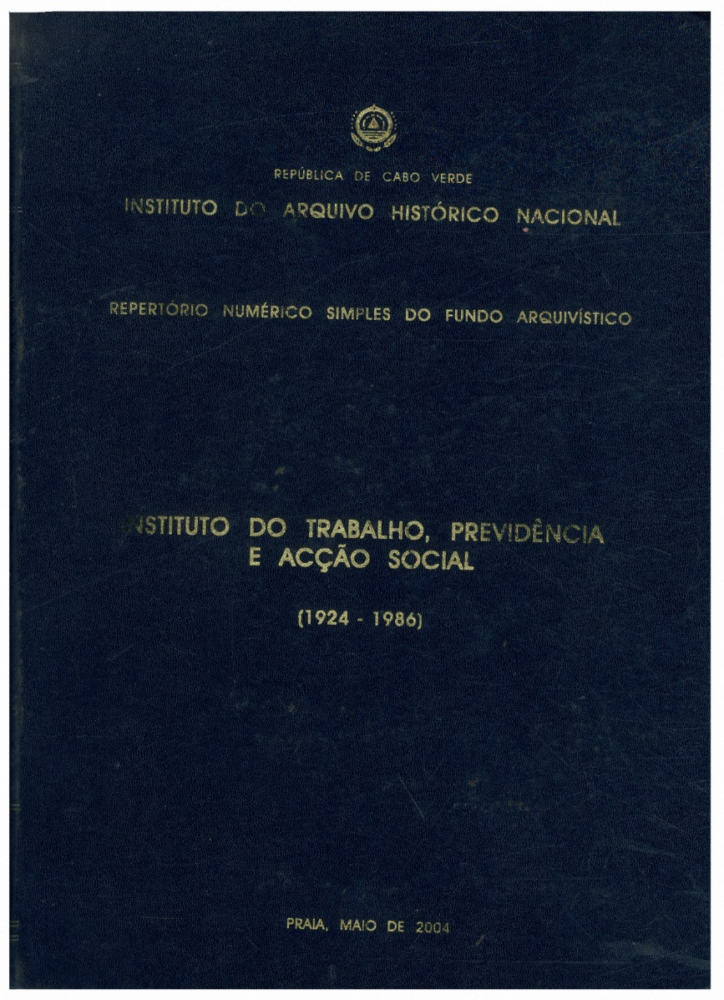 REPÚBLICA DE CABO VERDE
INSTITUTO DO ARQUIVO HISTÓRICO NACIONAL
REPERTÓRIO NUMÉRICO SIMPLES DO FUNDO ARQUIVÍSTICO
INSTITUTO DO TRABALHO, PREVIDÊNCIA
E ACÇÃO SOCIAL
(1924 - 1986)
PRAIA, MAIO DE 2004